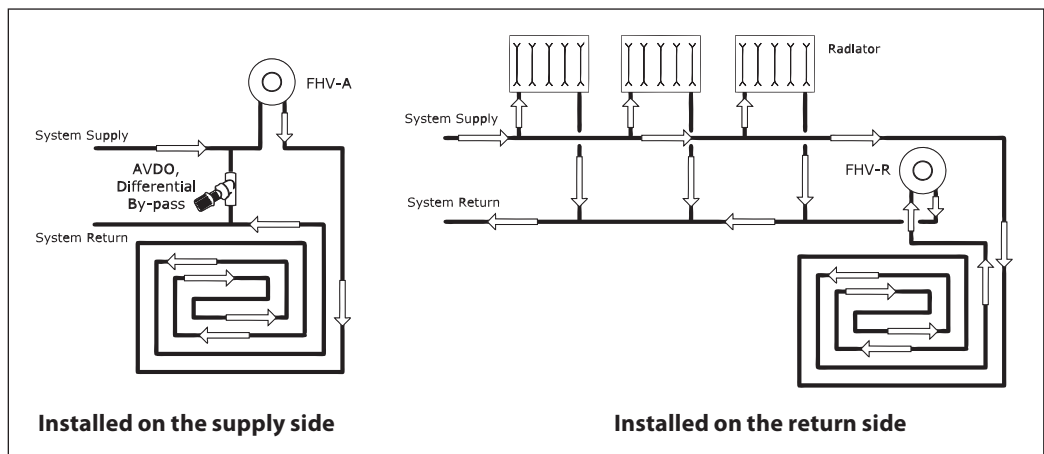 FHV-A
System Supply
AVDO,
Differential
By-pass
System Return
Installed on the supply side
Radiator
System Supply
FHV-R
System Return
Installed on the return side